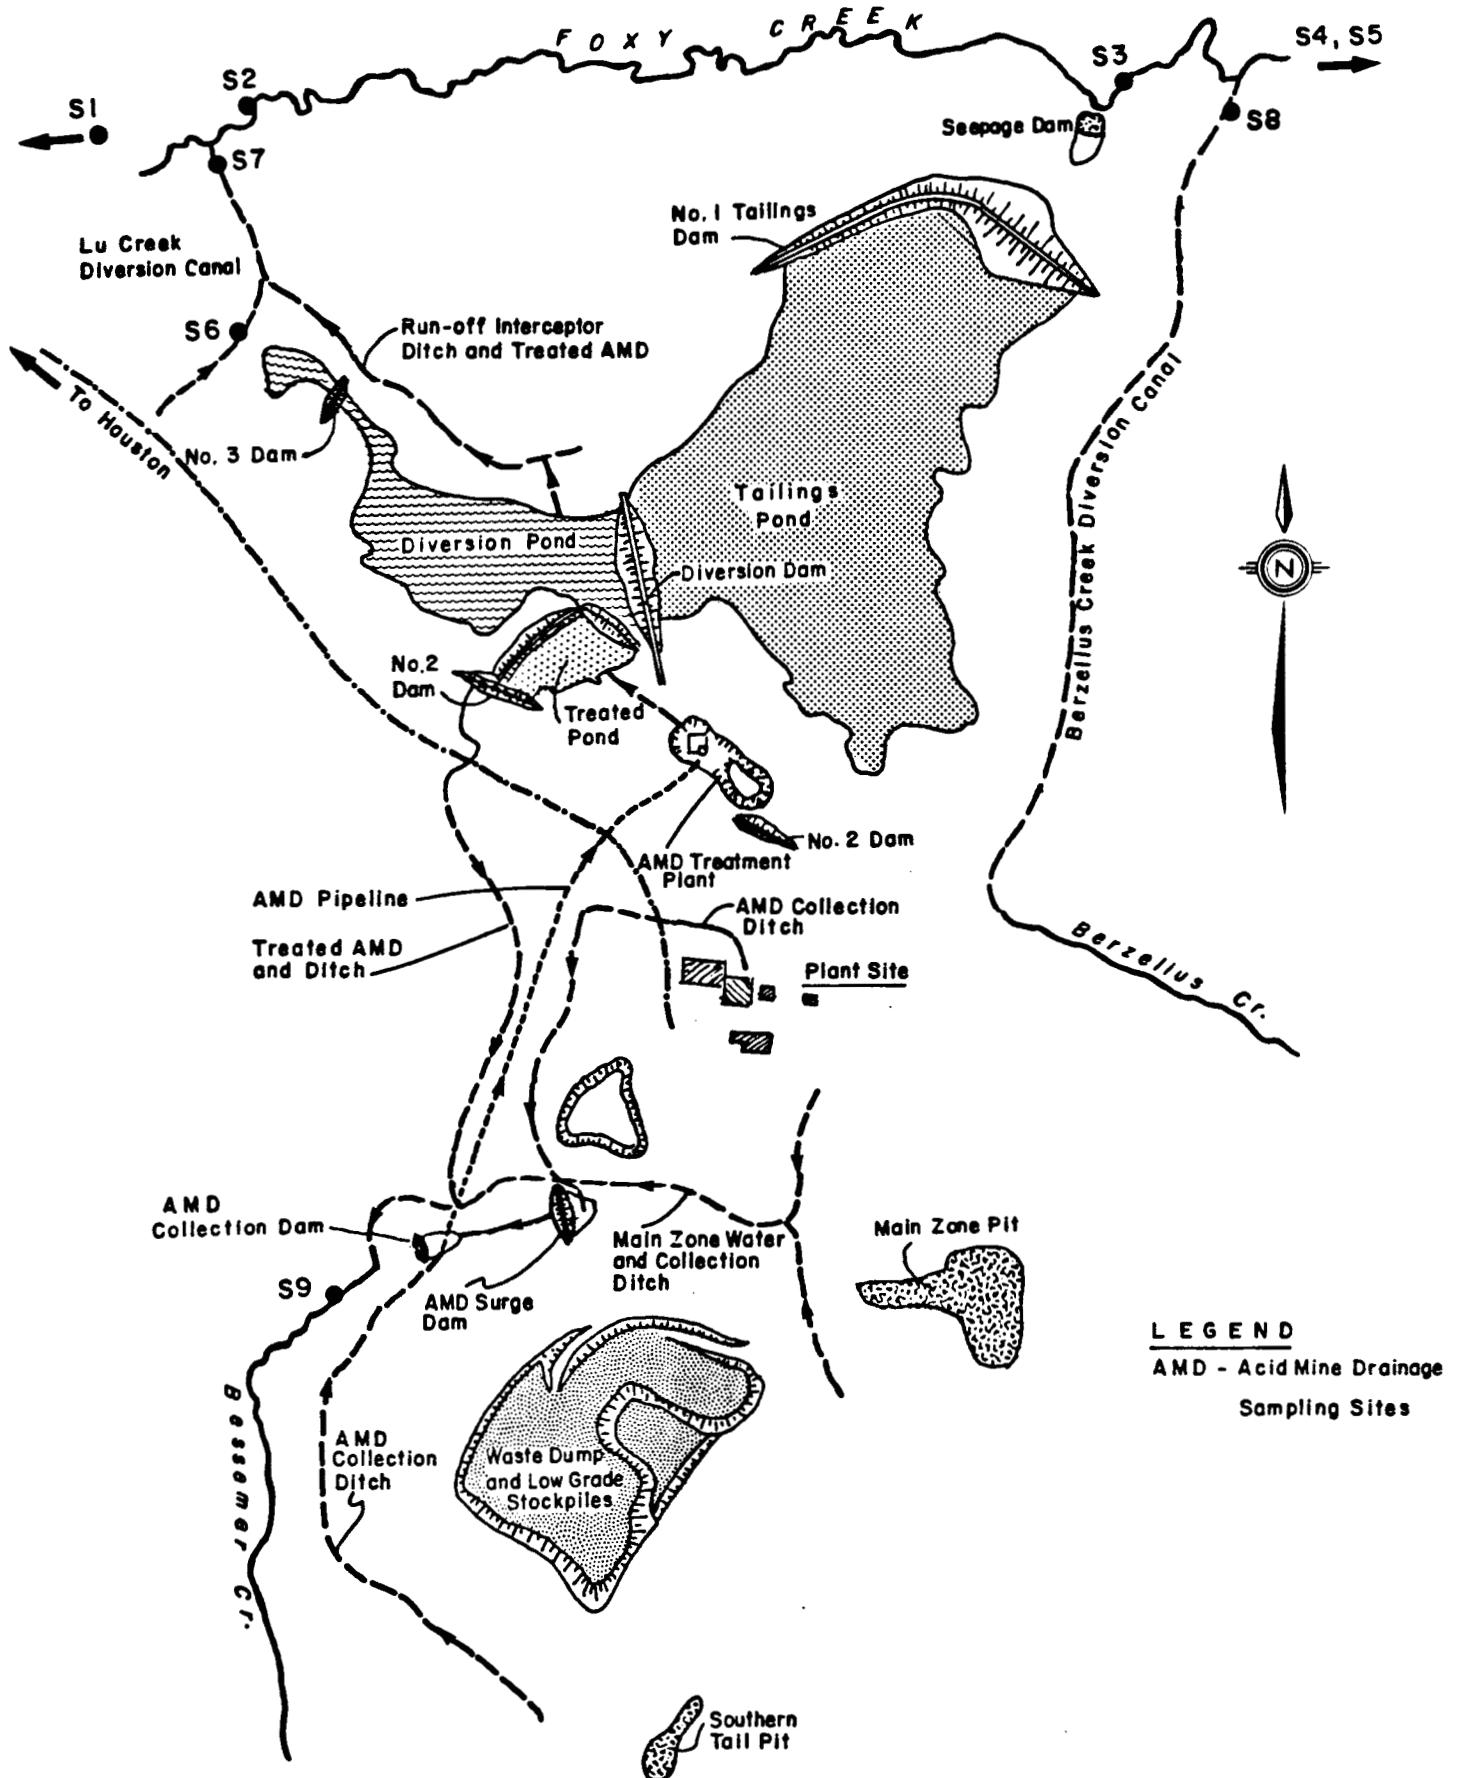 FOXY CREEK
S4, S5
S3
S2
S1
S8
Seepage Dam
S7
No. 1 Tailings
Dam
Lu Creek
Diversion Canal
S6
Run-off Interceptor
Ditch and Treated AMD
To Houston
No. 3 Dam
Berzelius Creek Diversion Canal
Tailings
Pond
Diversion Pond
Diversion Dam
N
No. 2
Dam
Treated
Pond
No. 2 Dam
AMD Treatment
Plant
AMD Pipeline
AMD Collection
Ditch
Treated AMD
and Ditch
Plant Site
Berzelius Cr.
AMD
Collection Dam
Main Zone Water
and Collection
Ditch
Main Zone Pit
S9
AMD Surge
Dam
LEGEND
AMD - Acid Mine Drainage
Sampling Sites
Bessemer Cr.
AMD
Collection
Ditch
Waste Dump
and Low Grade
Stockpiles
Southern
Tail Pit